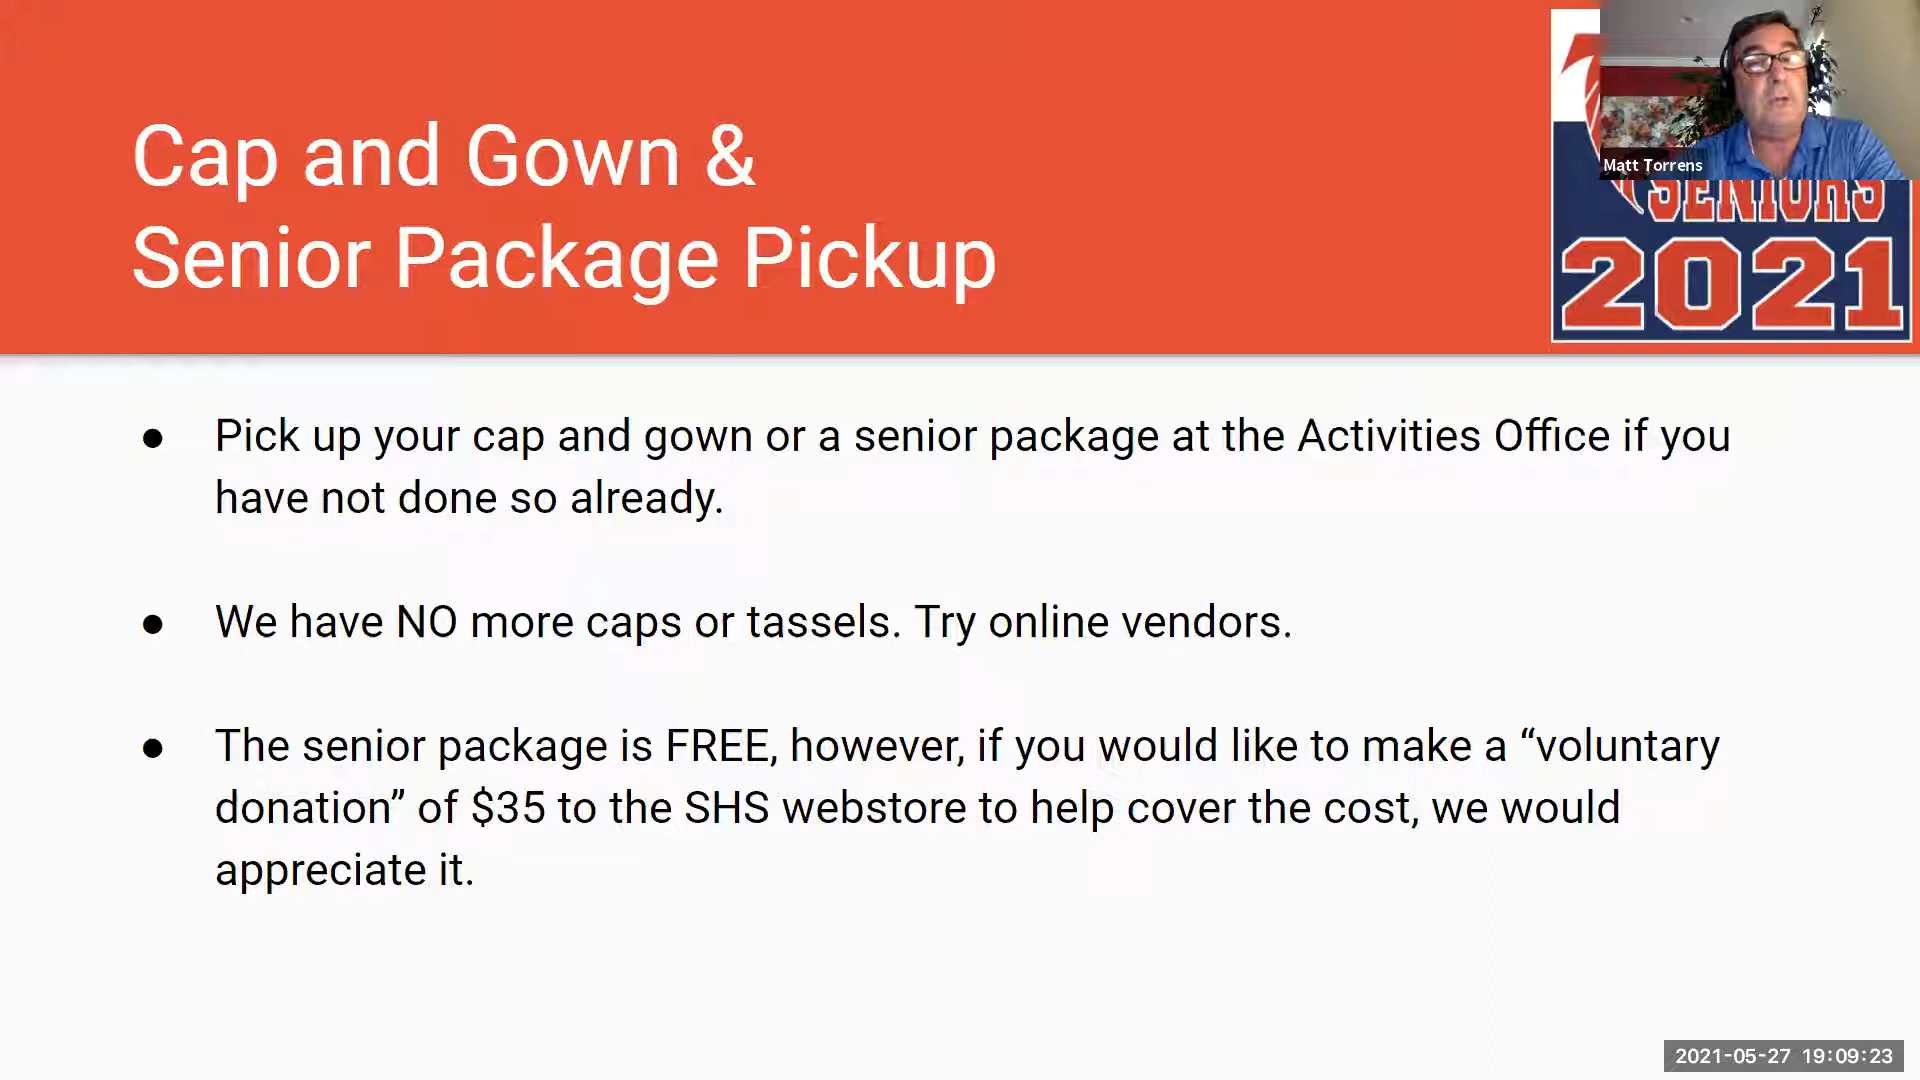 Cap and Gown &
Senior Package Pickup
Matt Torrens
SENIORS
2021
● Pick up your cap and gown or a senior package at the Activities Office if you
have not done so already.
● We have NO more caps or tassels. Try online vendors.
● The senior package is FREE, however, if you would like to make a “voluntary
donation” of $35 to the SHS webstore to help cover the cost, we would
appreciate it.
2021-05-27 19:09:23